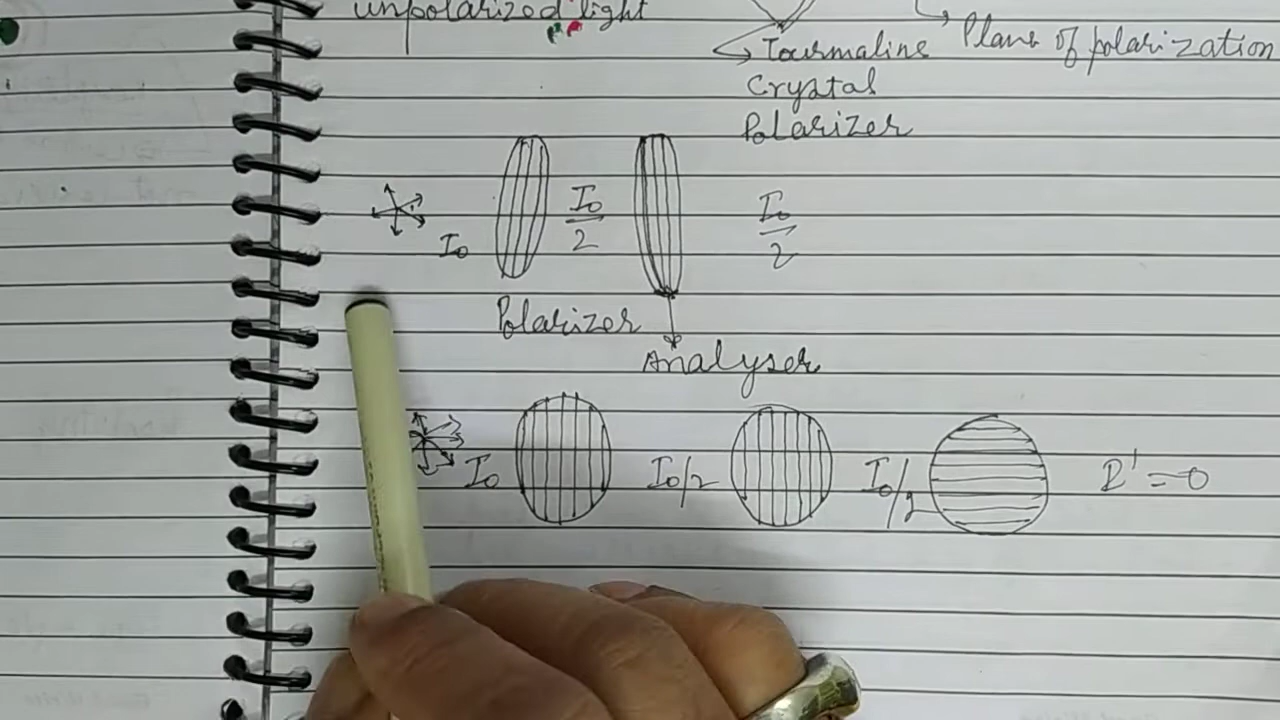 unpolarized light
Plane of polarization
Tourmaline
Crystal
Polarizer
I₀
I₀/2
I₀/2
Polarizer
Analyser
I₀
I₀/2
I₀/2
I' = 0